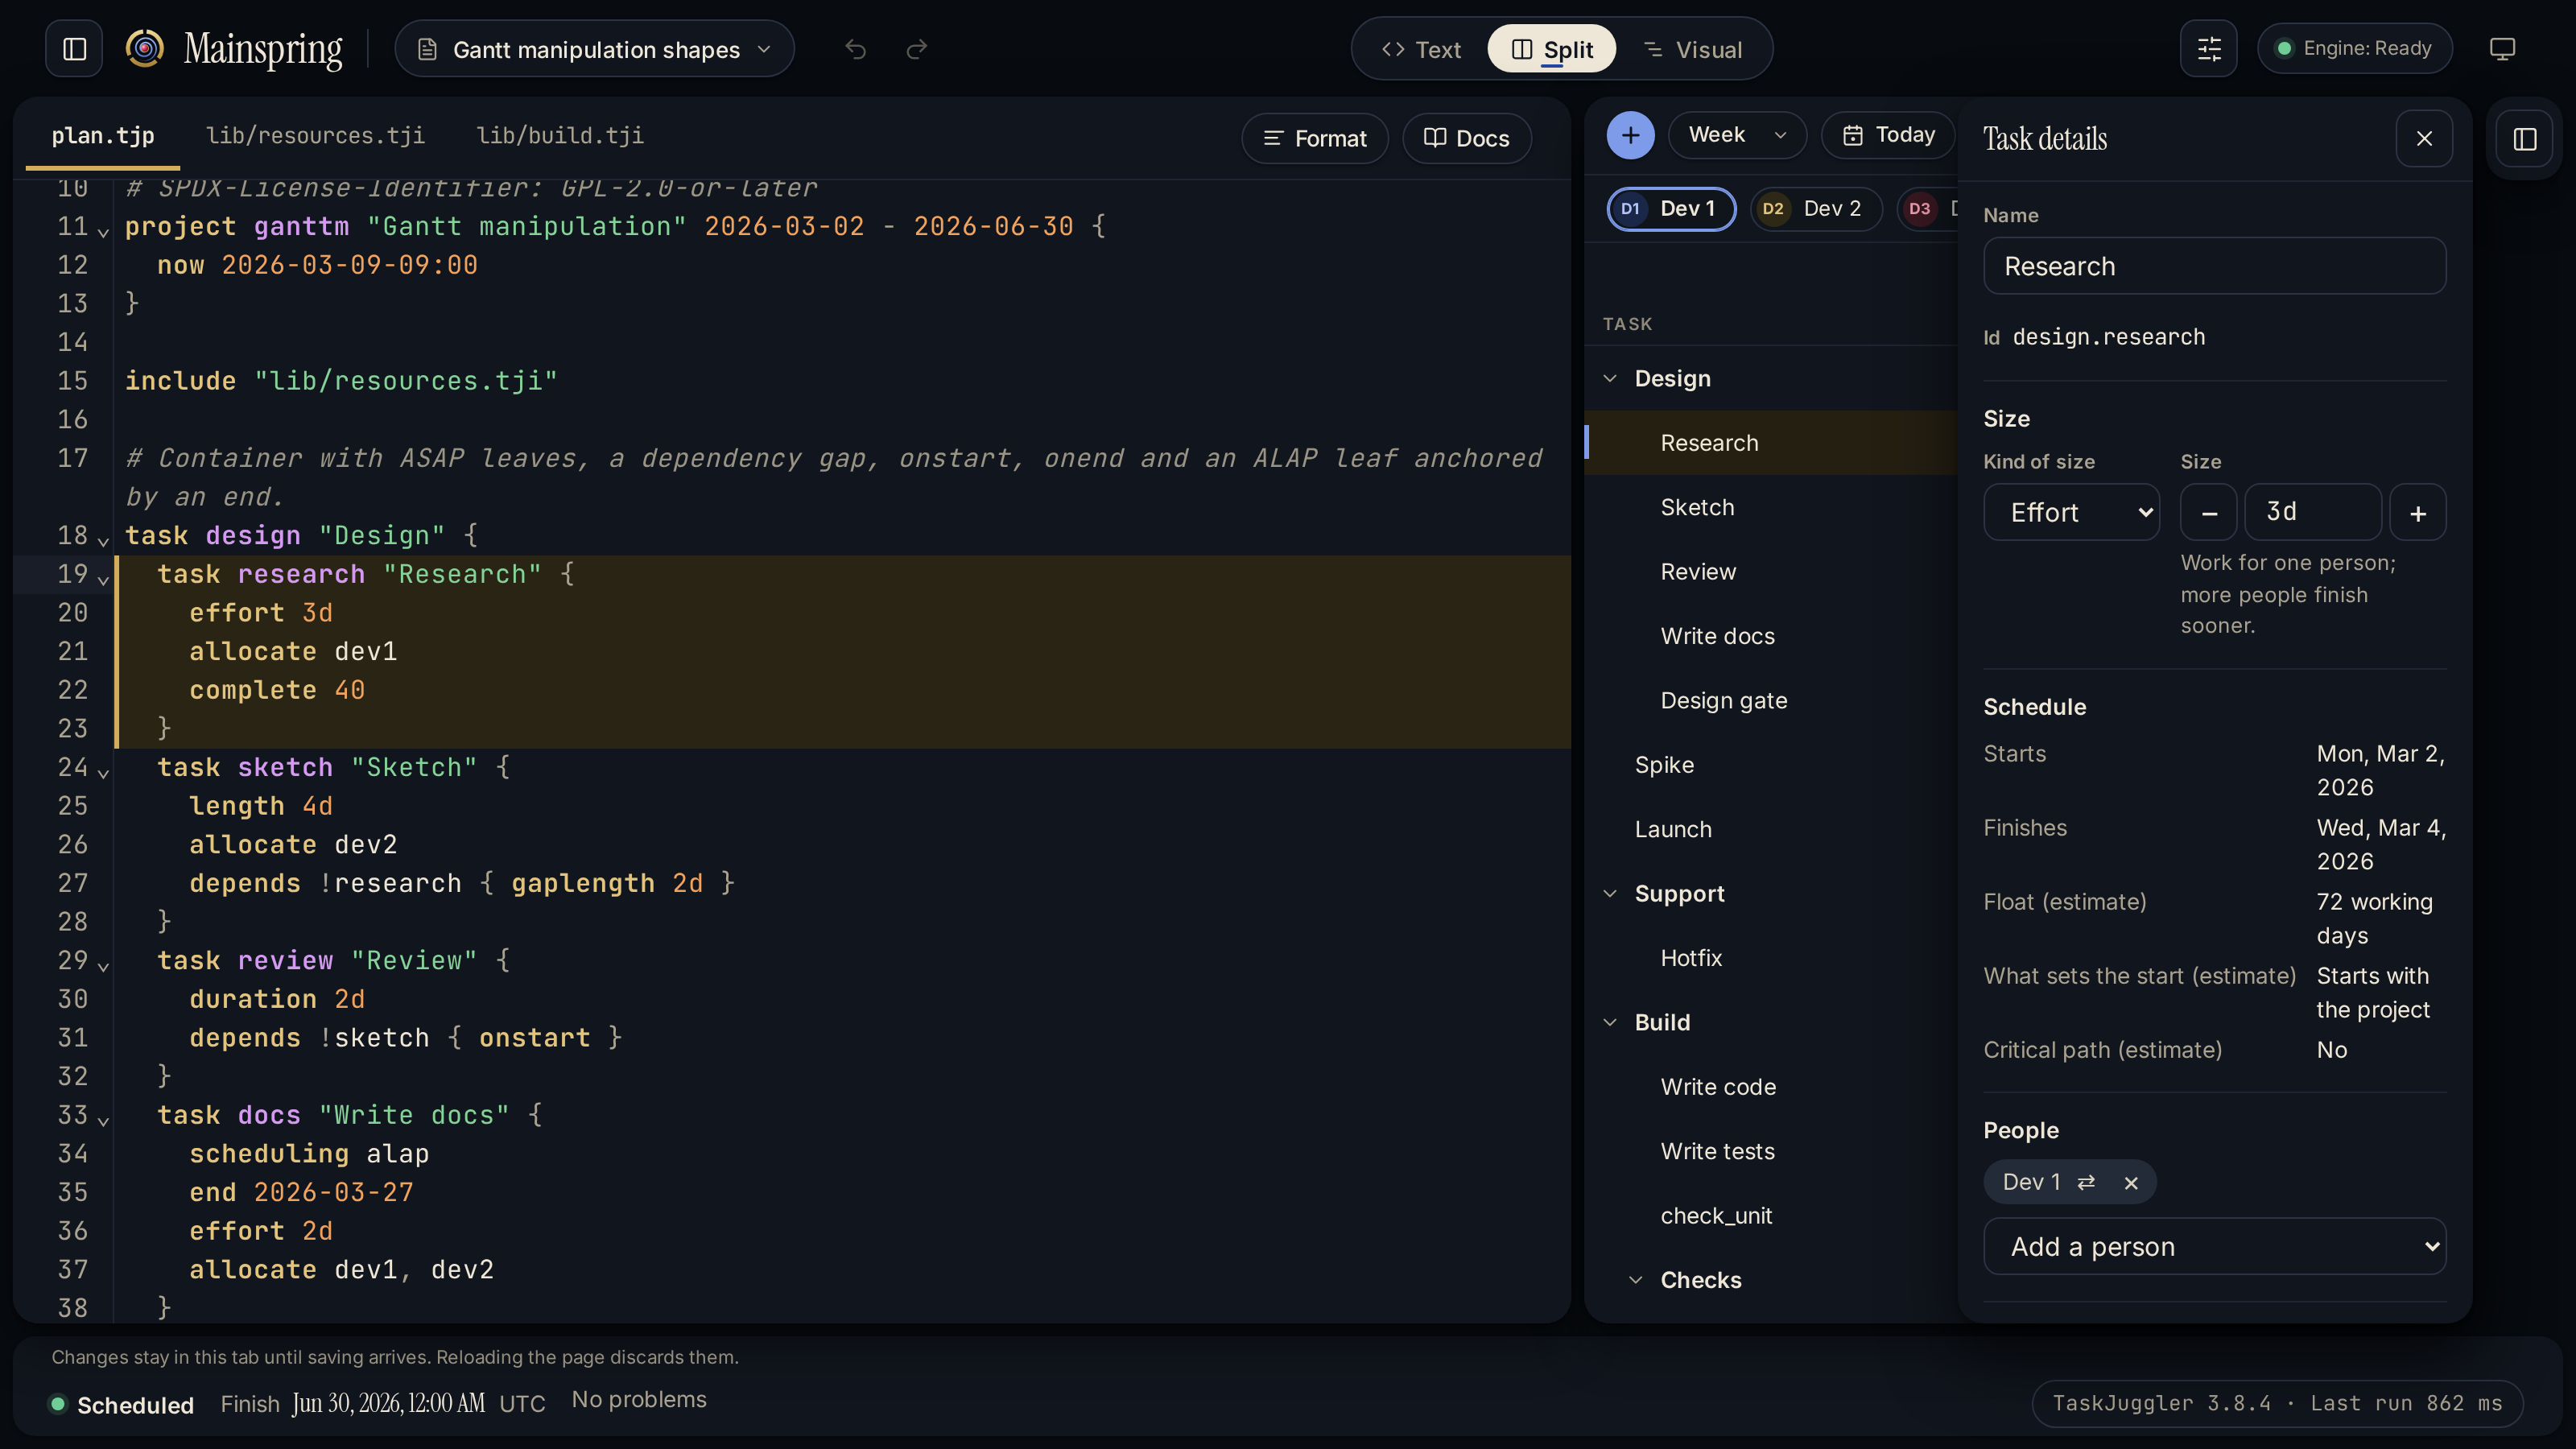 Mainspring
Gantt manipulation shapes
Text
Split
Visual
Engine: Ready
plan.tjp
lib/resources.tji
lib/build.tji
Format
Docs
10 # SPDX-License-Identifier: GPL-2.0-or-later
11 project ganttm "Gantt manipulation" 2026-03-02 - 2026-06-30 {
12 now 2026-03-09-09:00
13 }
14
15 include "lib/resources.tji"
16
17 # Container with ASAP leaves, a dependency gap, onstart, onend and an ALAP leaf anchored
by an end.
18 task design "Design" {
19 task research "Research" {
20 effort 3d
21 allocate dev1
22 complete 40
23 }
24 task sketch "Sketch" {
25 length 4d
26 allocate dev2
27 depends !research { gaplength 2d }
28 }
29 task review "Review" {
30 duration 2d
31 depends !sketch { onstart }
32 }
33 task docs "Write docs" {
34 scheduling alap
35 end 2026-03-27
36 effort 2d
37 allocate dev1, dev2
38 }
Week
Today
D1 Dev 1
D2 Dev 2
D3
TASK
Design
Research
Sketch
Review
Write docs
Design gate
Spike
Launch
Support
Hotfix
Build
Write code
Write tests
check_unit
Checks
Task details
Name
Research
Id design.research
Size
Kind of size
Size
Effort
− 3d +
Work for one person;
more people finish
sooner.
Schedule
Starts Mon, Mar 2,
2026
Finishes Wed, Mar 4,
2026
Float (estimate) 72 working
days
What sets the start (estimate) Starts with
the project
Critical path (estimate) No
People
Dev 1
Add a person
Changes stay in this tab until saving arrives. Reloading the page discards them.
Scheduled Finish Jun 30, 2026, 12:00 AM UTC No problems
TaskJuggler 3.8.4 · Last run 862 ms